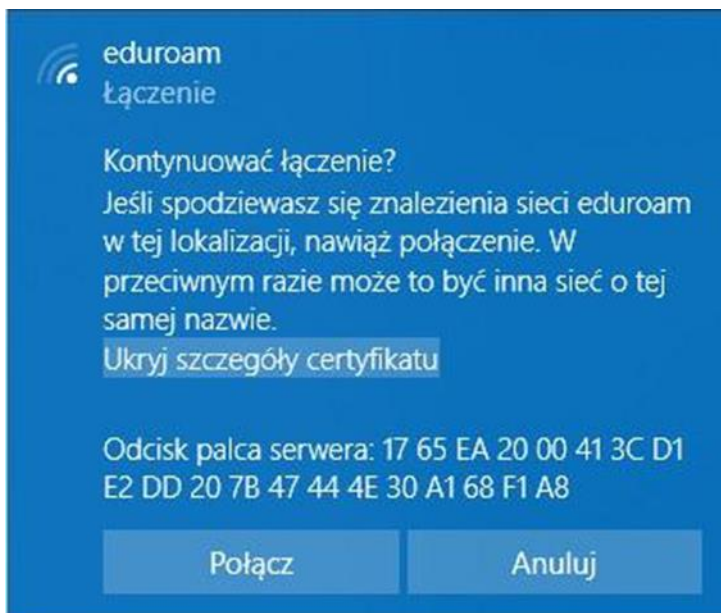 eduroam
Łączenie
Kontynuować łączenie?
Jeśli spodziewasz się znalezienia sieci eduroam
w tej lokalizacji, nawiąż połączenie. W
przeciwnym razie może to być inna sieć o tej
samej nazwie.
Ukryj szczegóły certyfikatu
Odcisk palca serwera: 17 65 EA 20 00 41 3C D1
E2 DD 20 7B 47 44 4E 30 A1 68 F1 A8
Połącz Anuluj